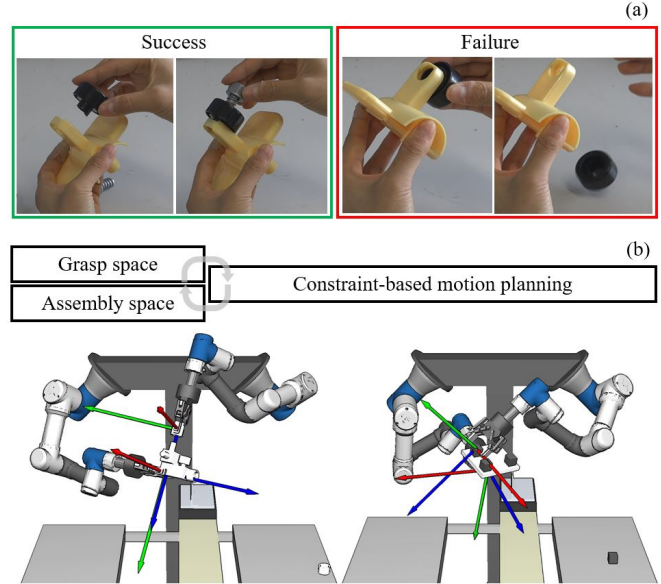 (a)
Success
Failure
(b)
Grasp space
Assembly space
Constraint-based motion planning